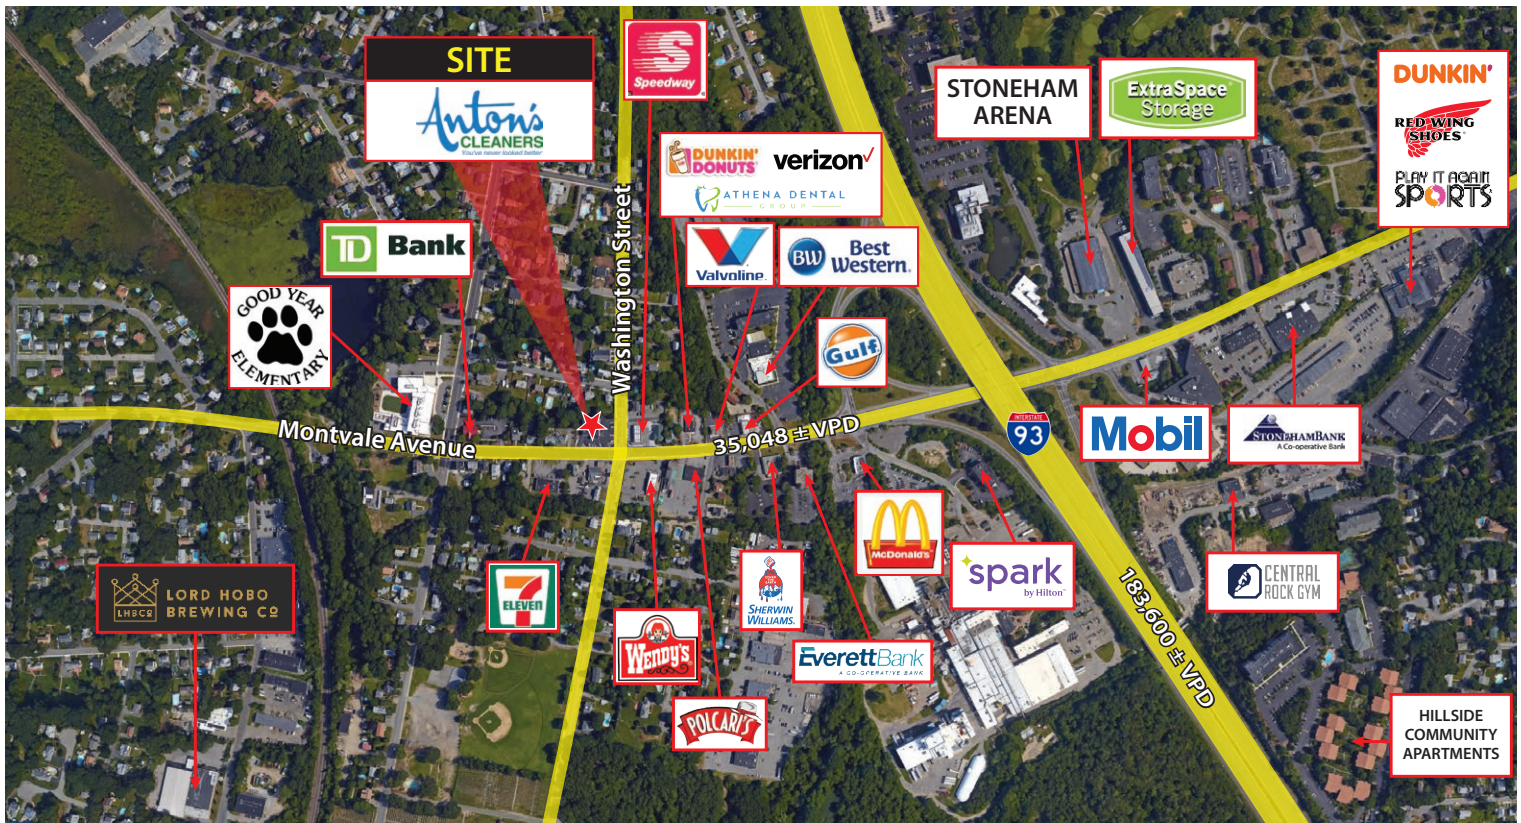 SITE
Anton's
CLEANERS
You've never looked better
S
Speedway
STONEHAM
ARENA
ExtraSpace
Storage
DUNKIN'
RED WING
SHOES
PLAY IT AGAIN
SPORTS
DUNKIN'
DONUTS
verizon
ATHENA DENTAL
GROUP
Washington Street
TD Bank
V
Valvoline
BW Best
Western
GOOD YEAR
ELEMENTARY
Gulf
Montvale Avenue
35,048 ± VPD
INTERSTATE
93
Mobil
STONEHAMBANK
A Co-operative Bank
7
ELEVEN
McDonald's
spark
by Hilton
CENTRAL
ROCK GYM
LHBCo
LORD HOBO
BREWING Co
SHERWIN
WILLIAMS
183,600 ± VPD
WENDY'S
EverettBank
A CO-OPERATIVE BANK
POLCARI'S
HILLSIDE
COMMUNITY
APARTMENTS